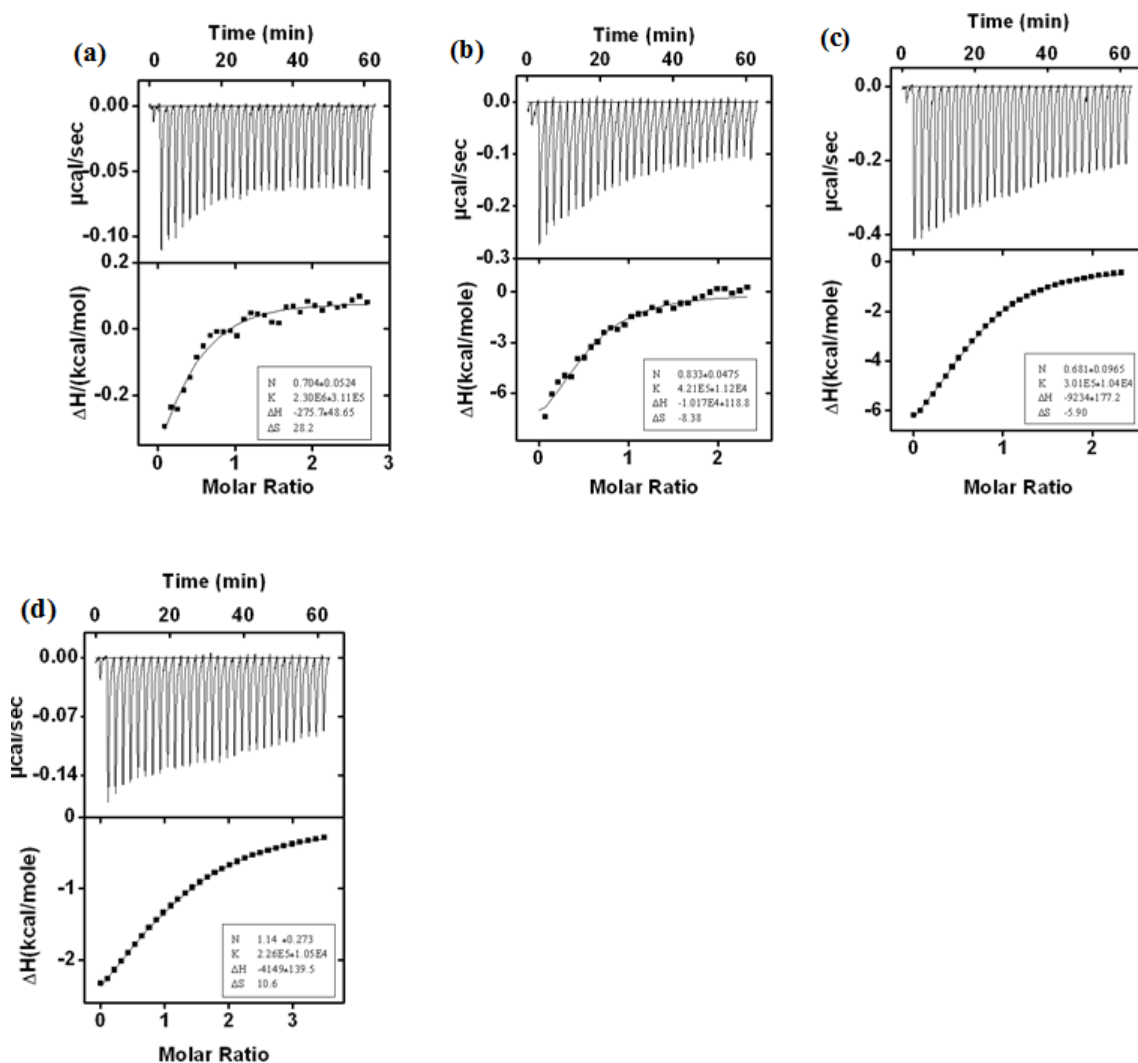 (a)
Time (min)
0 20 40 60
0.00
-0.05
-0.10
µcal/sec
0.2
0.0
-0.2
ΔH/(kcal/mol)
N 0.704±0.0524
K 2.30E6±3.11E5
ΔH -275.7±48.65
ΔS 28.2
0 1 2 3
Molar Ratio
(b)
Time (min)
0 20 40 60
0.0
-0.1
-0.2
-0.3
µcal/sec
0
-3
-6
ΔH(kcal/mole)
N 0.833±0.0475
K 4.21E5±1.12E4
ΔH -1.017E4±118.8
ΔS -8.38
0 1 2
Molar Ratio
(c)
Time (min)
0 20 40 60
0.0
-0.2
-0.4
µcal/sec
0
-2
-4
-6
ΔH(kcal/mole)
N 0.681±0.0965
K 3.01E5±1.04E4
ΔH -9234±177.2
ΔS -5.90
0 1 2
Molar Ratio
(d)
Time (min)
0 20 40 60
0.00
-0.07
-0.14
µcal/sec
0
-1
-2
ΔH(kcal/mole)
N 1.14 ±0.273
K 2.26E5±1.05E4
ΔH -4149±139.5
ΔS 10.6
0 1 2 3
Molar Ratio